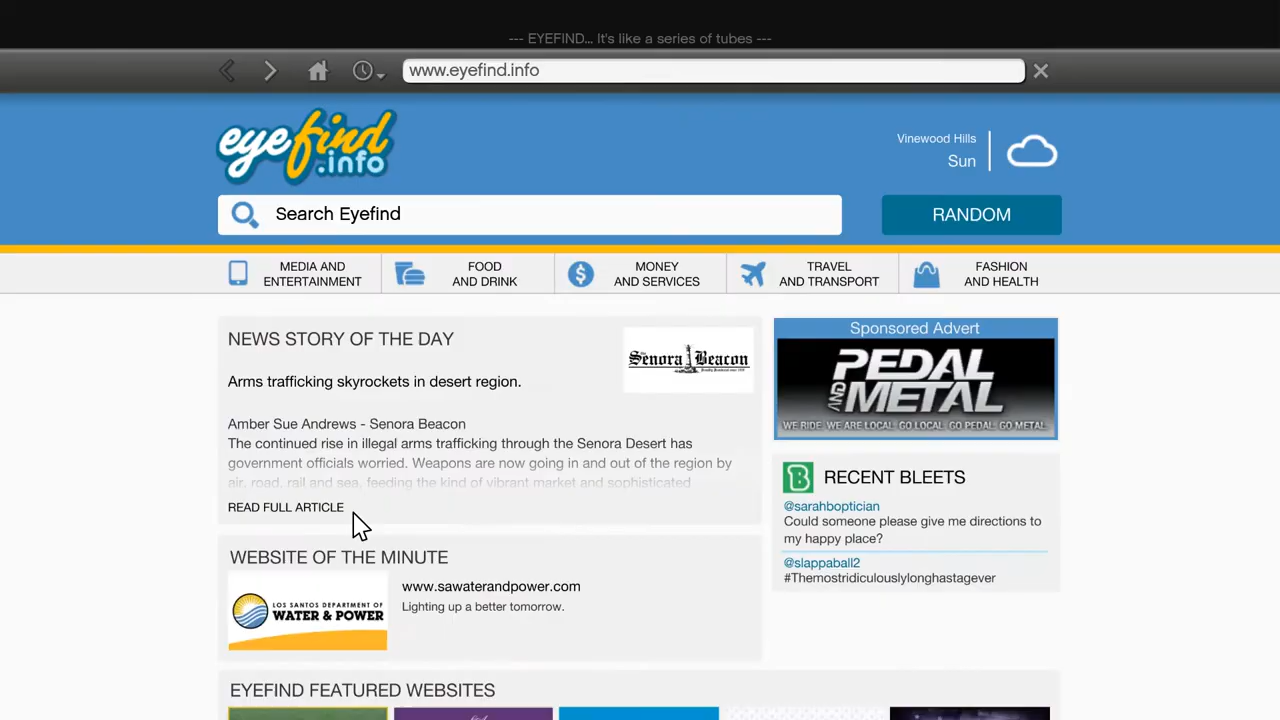 --- EYEFIND... It's like a series of tubes ---
www.eyefind.info
eyefind
.info
Vinewood Hills
Sun
Search Eyefind
RANDOM
MEDIA AND
ENTERTAINMENT
FOOD
AND DRINK
MONEY
AND SERVICES
TRAVEL
AND TRANSPORT
FASHION
AND HEALTH
NEWS STORY OF THE DAY
Senora Beacon
Arms trafficking skyrockets in desert region.
Amber Sue Andrews - Senora Beacon
The continued rise in illegal arms trafficking through the Senora Desert has
government officials worried. Weapons are now going in and out of the region by
air, road, rail and sea, feeding the kind of vibrant market and sophisticated
READ FULL ARTICLE
Sponsored Advert
PEDAL
AND METAL
WE RIDE. WE ARE LOCAL. GO LOCAL. GO PEDAL. GO METAL.
RECENT BLEETS
@sarahboptician
Could someone please give me directions to
my happy place?
@slappaball2
#Themostridiculouslylonghastagever
WEBSITE OF THE MINUTE
LOS SANTOS DEPARTMENT OF
WATER & POWER
www.sawaterandpower.com
Lighting up a better tomorrow.
EYEFIND FEATURED WEBSITES